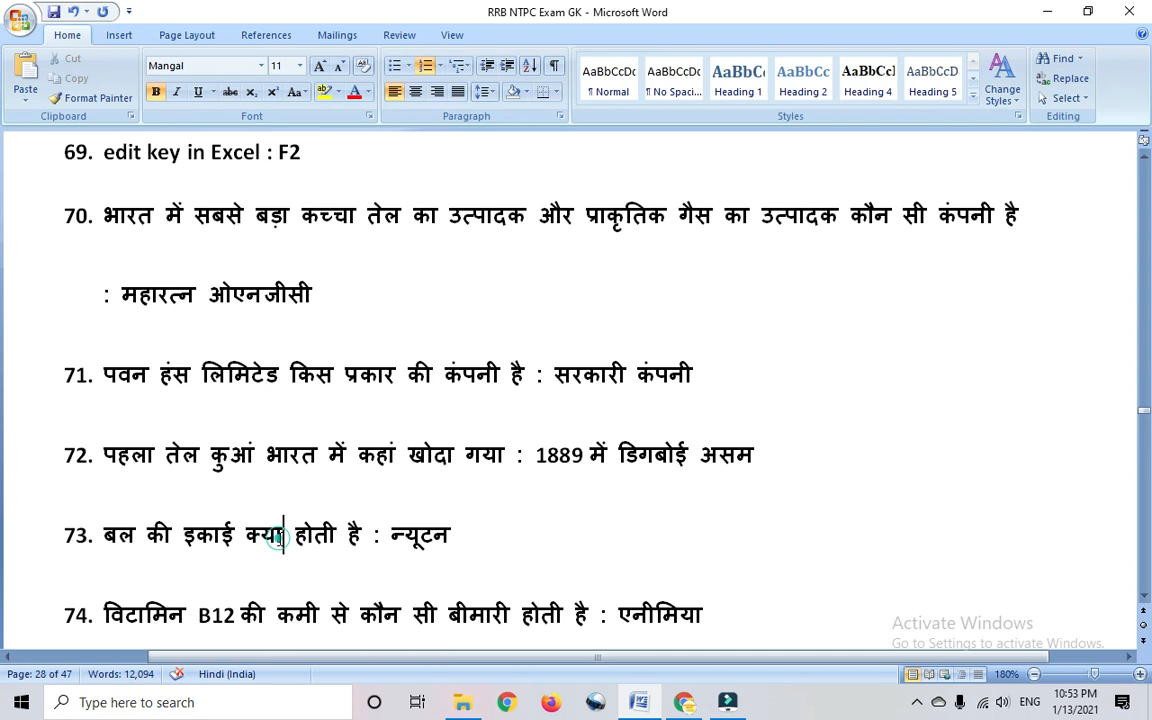 RRB NTPC Exam GK - Microsoft Word
Home Insert Page Layout References Mailings Review View
Paste
Cut
Copy
Format Painter
Clipboard
Mangal 11
Font
Paragraph
AaBbCcDc AaBbCcDc AaBbC AaBbCc AaBbCcI AaBbCcD
¶ Normal ¶ No Spaci... Heading 1 Heading 2 Heading 4 Heading 5
Change Styles
Styles
Find
Replace
Select
Editing
69. edit key in Excel : F2
70. भारत में सबसे बड़ा कच्चा तेल का उत्पादक और प्राकृतिक गैस का उत्पादक कौन सी कंपनी है
: महारत्न ओएनजीसी
71. पवन हंस लिमिटेड किस प्रकार की कंपनी है : सरकारी कंपनी
72. पहला तेल कुआं भारत में कहां खोदा गया : 1889 में डिगबोई असम
73. बल की इकाई क्या होती है : न्यूटन
74. विटामिन B12 की कमी से कौन सी बीमारी होती है : एनीमिया
Activate Windows
Go to Settings to activate Windows.
Page: 28 of 47 Words: 12,094 Hindi (India) 180%
Type here to search
ENG
10:53 PM
1/13/2021